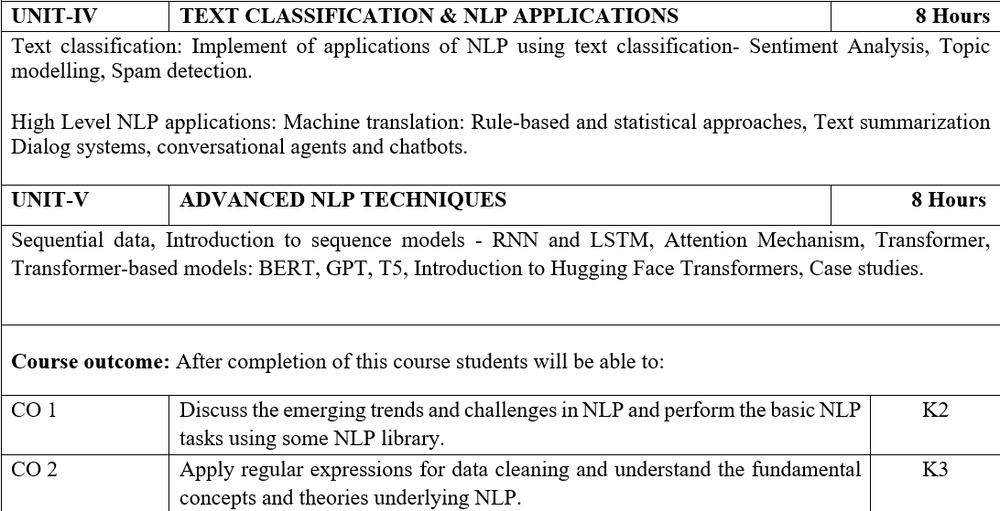 UNIT-IV TEXT CLASSIFICATION & NLP APPLICATIONS 8 Hours
Text classification: Implement of applications of NLP using text classification- Sentiment Analysis, Topic
modelling, Spam detection.
High Level NLP applications: Machine translation: Rule-based and statistical approaches, Text summarization
Dialog systems, conversational agents and chatbots.
UNIT-V ADVANCED NLP TECHNIQUES 8 Hours
Sequential data, Introduction to sequence models - RNN and LSTM, Attention Mechanism, Transformer,
Transformer-based models: BERT, GPT, T5, Introduction to Hugging Face Transformers, Case studies.
Course outcome: After completion of this course students will be able to:
CO 1 Discuss the emerging trends and challenges in NLP and perform the basic NLP K2
tasks using some NLP library.
CO 2 Apply regular expressions for data cleaning and understand the fundamental K3
concepts and theories underlying NLP.